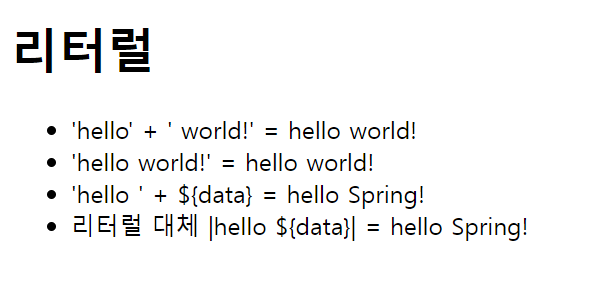 리터럴
'hello' + ' world!' = hello world!
'hello world!' = hello world!
'hello ' + ${data} = hello Spring!
리터럴 대체 |hello ${data}| = hello Spring!